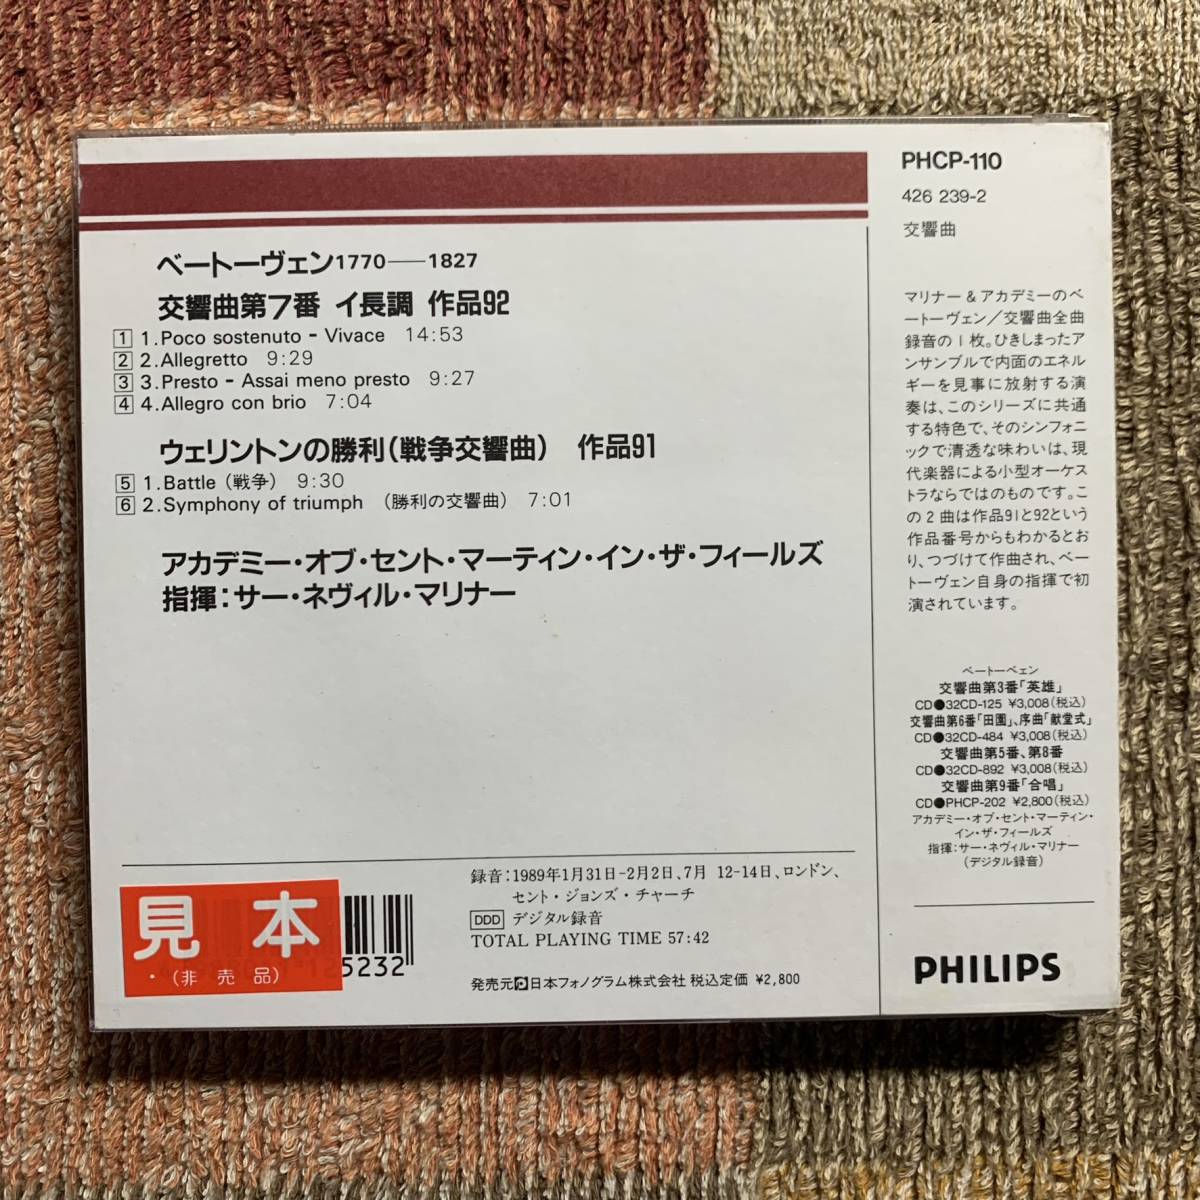 ベートーヴェン1770——1827
交響曲第7番 イ長調 作品92
1 1.Poco sostenuto - Vivace 14:53
2 2.Allegretto 9:29
3 3.Presto - Assai meno presto 9:27
4 4.Allegro con brio 7:04
ウェリントンの勝利(戦争交響曲) 作品91
5 1.Battle (戦争) 9:30
6 2.Symphony of triumph (勝利の交響曲) 7:01
アカデミー・オブ・セント・マーティン・イン・ザ・フィールズ
指揮:サー・ネヴィル・マリナー
録音:1989年1月31日-2月2日、7月 12-14日、ロンドン、
セント・ジョンズ・チャーチ
DDD デジタル録音
TOTAL PLAYING TIME 57:42
発売元 日本フォノグラム株式会社 税込定価 ¥2,800
見本
・(非売品)
5232
PHCP-110
426 239-2
交響曲
マリナー&アカデミーのベ
ートーヴェン/交響曲全曲
録音の1枚。ひきしまったア
ンサンブルで内面のエネル
ギーを見事に放射する演
奏は、このシリーズに共通
する特色で、そのシンフォニ
ックで清透な味わいは、現
代楽器による小型オーケス
トラならではのものです。こ
の2曲は作品91と92という
作品番号からもわかるとお
り、つづけて作曲され、ベー
トーヴェン自身の指揮で初
演されています。
ベートーベェン
交響曲第3番「英雄」
CD●32CD-125 ¥3,008(税込)
交響曲第6番「田園」、序曲「献堂式」
CD●32CD-484 ¥3,008(税込)
交響曲第5番、第8番
CD●32CD-892 ¥3,008(税込)
交響曲第9番「合唱」
CD●PHCP-202 ¥2,800(税込)
アカデミー・オブ・セント・マーティン・
イン・ザ・フィールズ
指揮:サー・ネヴィル・マリナー
(デジタル録音)
PHILIPS